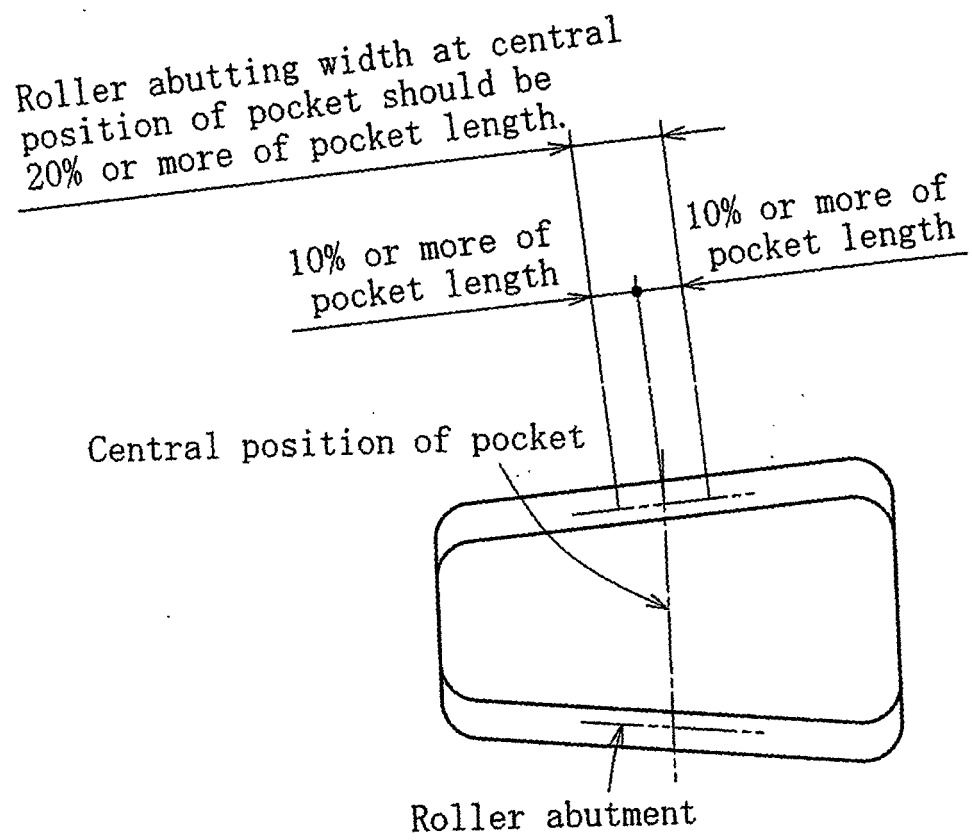 Roller abutting width at central
position of pocket should be
20% or more of pocket length.
10% or more of
pocket length
10% or more of
pocket length
Central position of pocket
Roller abutment